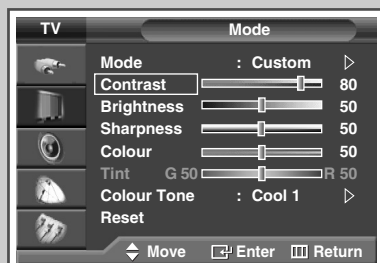 TV Mode
Mode : Custom
Contrast 80
Brightness 50
Sharpness 50
Colour 50
Tint G 50 R 50
Colour Tone : Cool 1
Reset
Move Enter Return